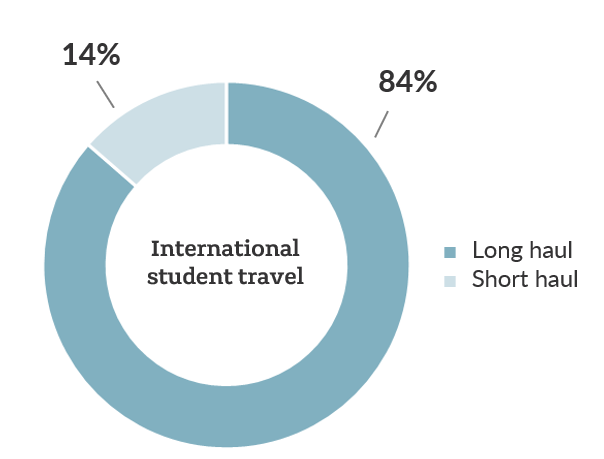 14%
84%
International
student travel
Long haul
Short haul